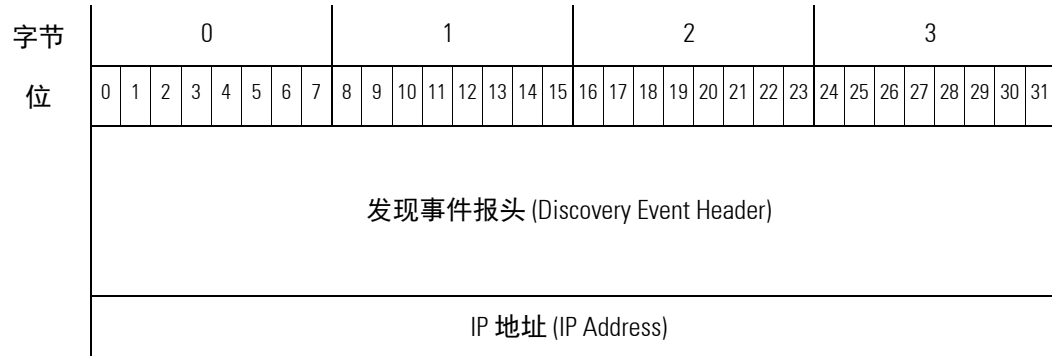 字节 0 1 2 3
位 0 1 2 3 4 5 6 7 8 9 10 11 12 13 14 15 16 17 18 19 20 21 22 23 24 25 26 27 28 29 30 31
发现事件报头 (Discovery Event Header)
IP 地址 (IP Address)